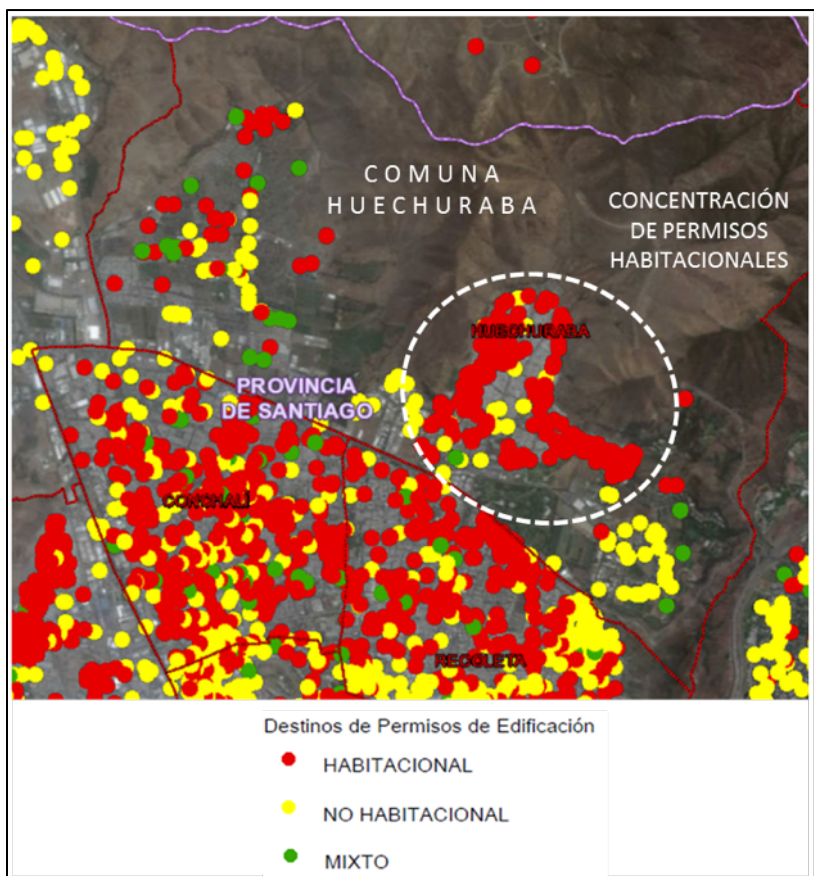 COMUNA
HUECHURABA
CONCENTRACIÓN
DE PERMISOS
HABITACIONALES
HUECHURABA
PROVINCIA
DE SANTIAGO
CONCHALÍ
RECOLETA
Destinos de Permisos de Edificación
HABITACIONAL
NO HABITACIONAL
MIXTO